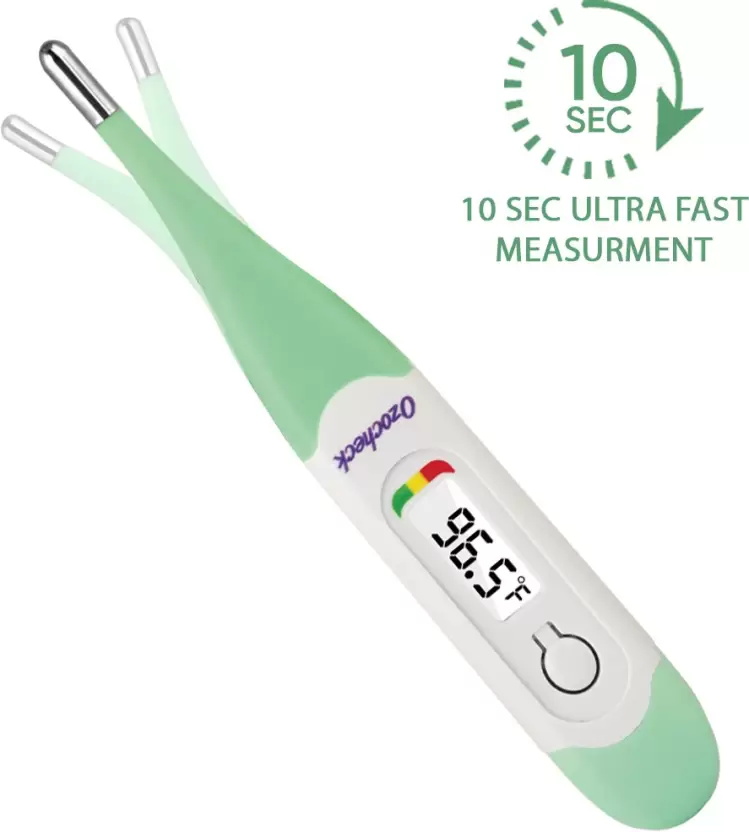 10
SEC
10 SEC ULTRA FAST
MEASURMENT
Ozocheck
96.5°F